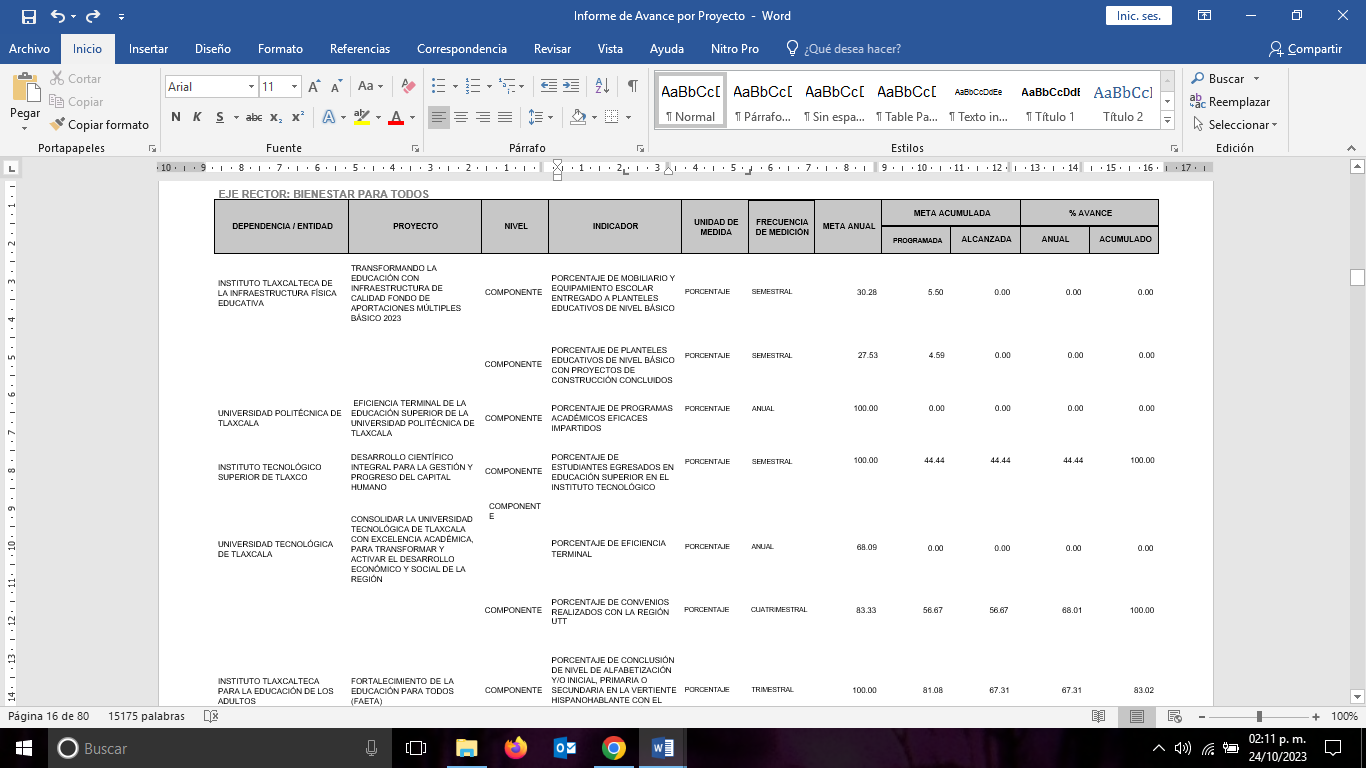 Informe de Avance por Proyecto - Word
Inic. ses.
Archivo Inicio Insertar Diseño Formato Referencias Correspondencia Revisar Vista Ayuda Nitro Pro ¿Qué desea hacer? Compartir
Pegar
Cortar
Copiar
Copiar formato
Portapapeles
Arial 11
N K S abc x₂ x²
Fuente
Párrafo
AaBbCcD AaBbCcD AaBbCcD AaBbCcD AaBbCcDdEe AaBbCcDdE AaBbCcD
¶ Normal ¶ Párrafo... ¶ Sin espa... ¶ Table Pa... ¶ Texto in... ¶ Título 1 Título 2
Estilos
Buscar
Reemplazar
Seleccionar
Edición
EJE RECTOR: BIENESTAR PARA TODOS
DEPENDENCIA / ENTIDAD
PROYECTO
NIVEL
INDICADOR
UNIDAD DE
MEDIDA
FRECUENCIA
DE MEDICIÓN
META ANUAL
META ACUMULADA
PROGRAMADA ALCANZADA
% AVANCE
ANUAL ACUMULADO
INSTITUTO TLAXCALTECA DE
LA INFRAESTRUCTURA FÍSICA
EDUCATIVA
TRANSFORMANDO LA
EDUCACIÓN CON
INFRAESTRUCTURA DE
CALIDAD FONDO DE
APORTACIONES MÚLTIPLES
BÁSICO 2023
COMPONENTE
PORCENTAJE DE MOBILIARIO Y
EQUIPAMIENTO ESCOLAR
ENTREGADO A PLANTELES
EDUCATIVOS DE NIVEL BÁSICO
PORCENTAJE SEMESTRAL 30.28 5.50 0.00 0.00 0.00
COMPONENTE
PORCENTAJE DE PLANTELES
EDUCATIVOS DE NIVEL BÁSICO
CON PROYECTOS DE
CONSTRUCCIÓN CONCLUIDOS
PORCENTAJE SEMESTRAL 27.53 4.59 0.00 0.00 0.00
UNIVERSIDAD POLITÉCNICA DE
TLAXCALA
EFICIENCIA TERMINAL DE LA
EDUCACIÓN SUPERIOR DE LA
UNIVERSIDAD POLITÉCNICA DE
TLAXCALA
COMPONENTE
PORCENTAJE DE PROGRAMAS
ACADÉMICOS EFICACES
IMPARTIDOS
PORCENTAJE ANUAL 100.00 0.00 0.00 0.00 0.00
INSTITUTO TECNOLÓGICO
SUPERIOR DE TLAXCO
DESARROLLO CIENTÍFICO
INTEGRAL PARA LA GESTIÓN Y
PROGRESO DEL CAPITAL
HUMANO
COMPONENTE
PORCENTAJE DE
ESTUDIANTES EGRESADOS EN
EDUCACIÓN SUPERIOR EN EL
INSTITUTO TECNOLÓGICO
PORCENTAJE SEMESTRAL 100.00 44.44 44.44 44.44 100.00
UNIVERSIDAD TECNOLÓGICA
DE TLAXCALA
CONSOLIDAR LA UNIVERSIDAD
TECNOLÓGICA DE TLAXCALA
CON EXCELENCIA ACADÉMICA,
PARA TRANSFORMAR Y
ACTIVAR EL DESARROLLO
ECONÓMICO Y SOCIAL DE LA
REGIÓN
COMPONENT
E
PORCENTAJE DE EFICIENCIA
TERMINAL
PORCENTAJE ANUAL 68.09 0.00 0.00 0.00 0.00
COMPONENTE
PORCENTAJE DE CONVENIOS
REALIZADOS CON LA REGIÓN
UTT
PORCENTAJE CUATRIMESTRAL 83.33 56.67 56.67 68.01 100.00
INSTITUTO TLAXCALTECA
PARA LA EDUCACIÓN DE LOS
ADULTOS
FORTALECIMIENTO DE LA
EDUCACIÓN PARA TODOS
(FAETA)
COMPONENTE
PORCENTAJE DE CONCLUSIÓN
DE NIVEL DE ALFABETIZACIÓN
Y/O INICIAL, PRIMARIA O
SECUNDARIA EN LA VERTIENTE
HISPANOHABLANTE CON EL
PORCENTAJE TRIMESTRAL 100.00 81.08 67.31 67.31 83.02
Página 16 de 80 15175 palabras 100%
Buscar
02:11 p. m.
24/10/2023